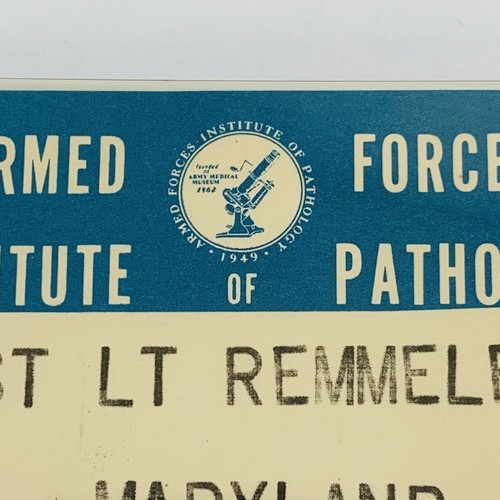 RMED FORCE
ARMED FORCES INSTITUTE OF PATHOLOGY
founded
as
ARMY MEDICAL
MUSEUM
1862
· 1949 ·
TUTE OF PATHO
ST LT REMMEL
MARYLAND